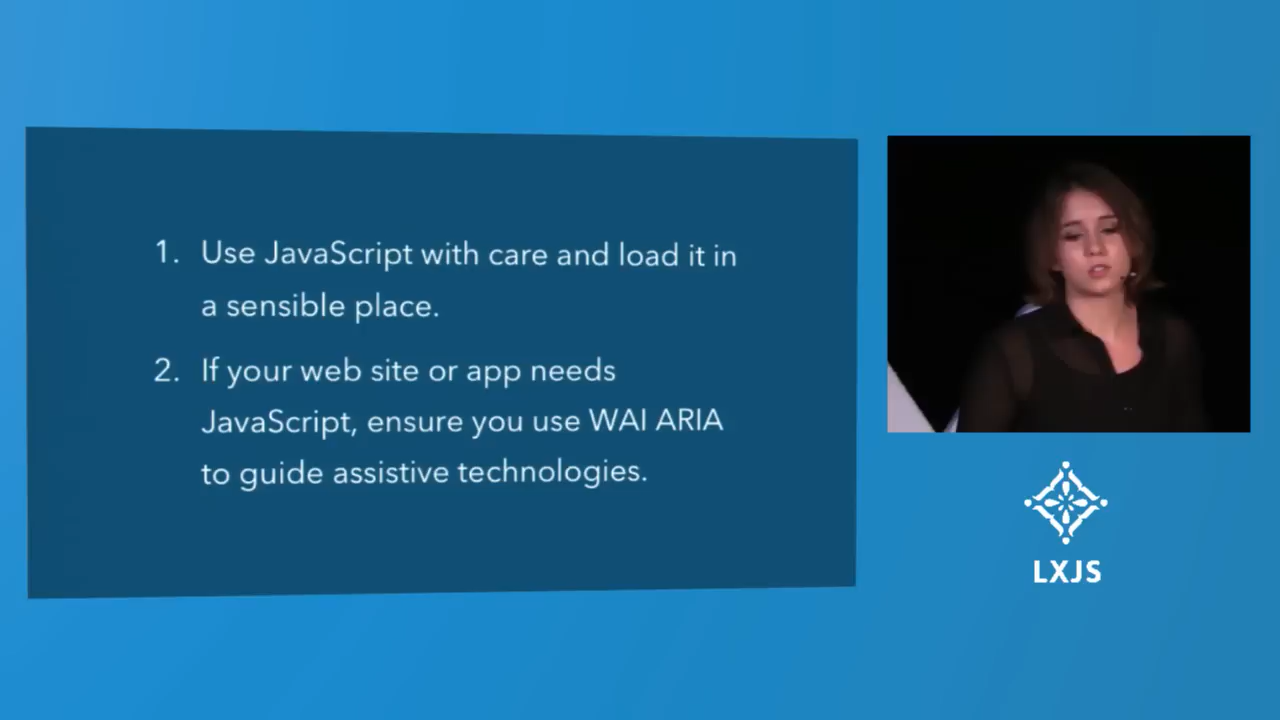 1. Use JavaScript with care and load it in
a sensible place.
2. If your web site or app needs
JavaScript, ensure you use WAI ARIA
to guide assistive technologies.
LXJS